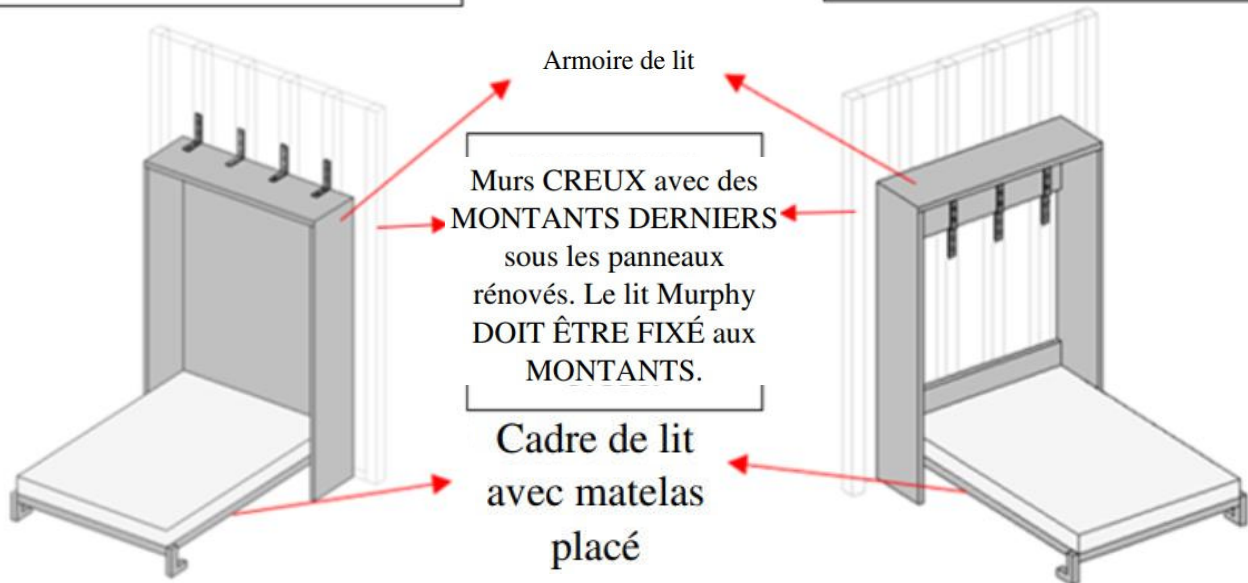 Armoire de lit
Murs CREUX avec des
MONTANTS DERNIERS
sous les panneaux
rénovés. Le lit Murphy
DOIT ÊTRE FIXÉ aux
MONTANTS.
Cadre de lit
avec matelas
placé